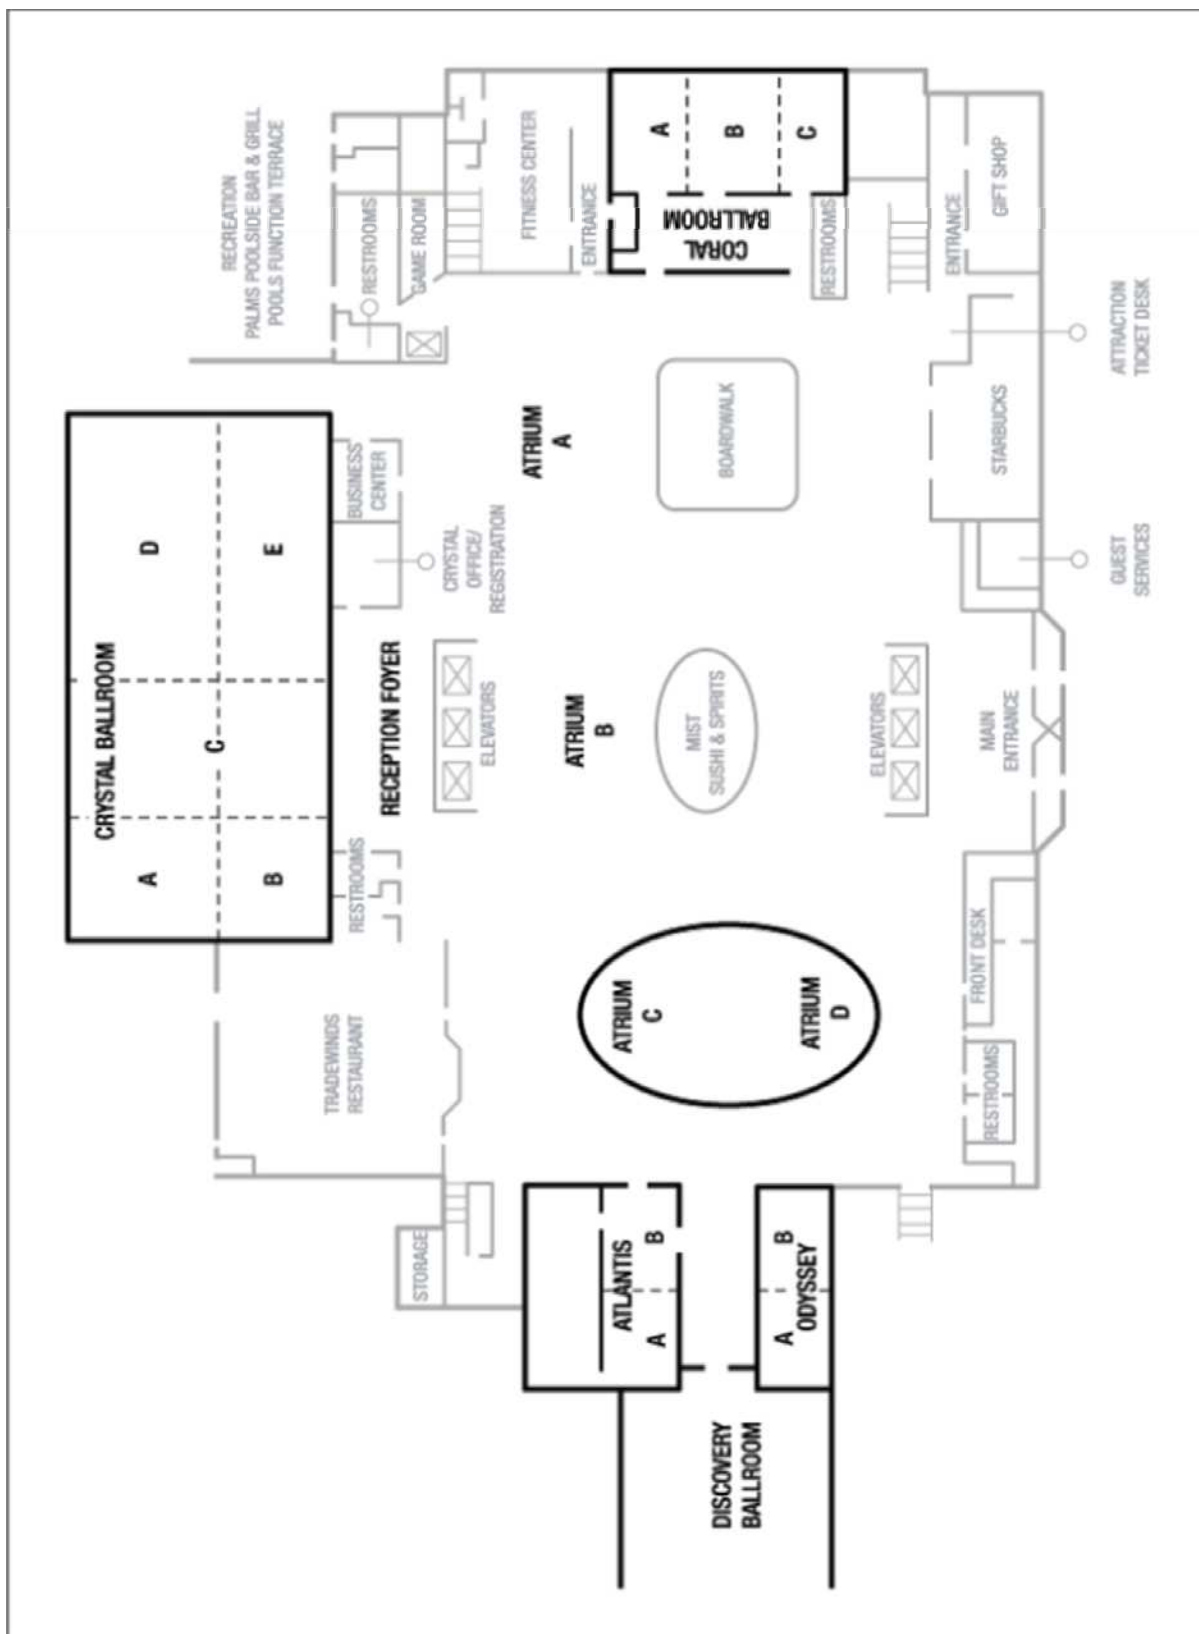 CRYSTAL BALLROOM
A
B
C
D
E
RECREATION
PALMS POOLSIDE BAR & GRILL
POOLS FUNCTION TERRACE
RESTROOMS
GAME ROOM
FITNESS CENTER
ENTRANCE
CORAL
BALLROOM
A
B
C
RESTROOMS
ENTRANCE
GIFT SHOP
ATTRACTION
TICKET DESK
STARBUCKS
GUEST
SERVICES
BUSINESS
CENTER
CRYSTAL
OFFICE/
REGISTRATION
RECEPTION FOYER
ELEVATORS
RESTROOMS
TRADEWINDS
RESTAURANT
ATRIUM
A
BOARDWALK
ATRIUM
B
MIST
SUSHI & SPIRITS
ELEVATORS
MAIN
ENTRANCE
ATRIUM
C
ATRIUM
D
FRONT DESK
RESTROOMS
STORAGE
ATLANTIS
A
B
ODYSSEY
A
B
DISCOVERY
BALLROOM